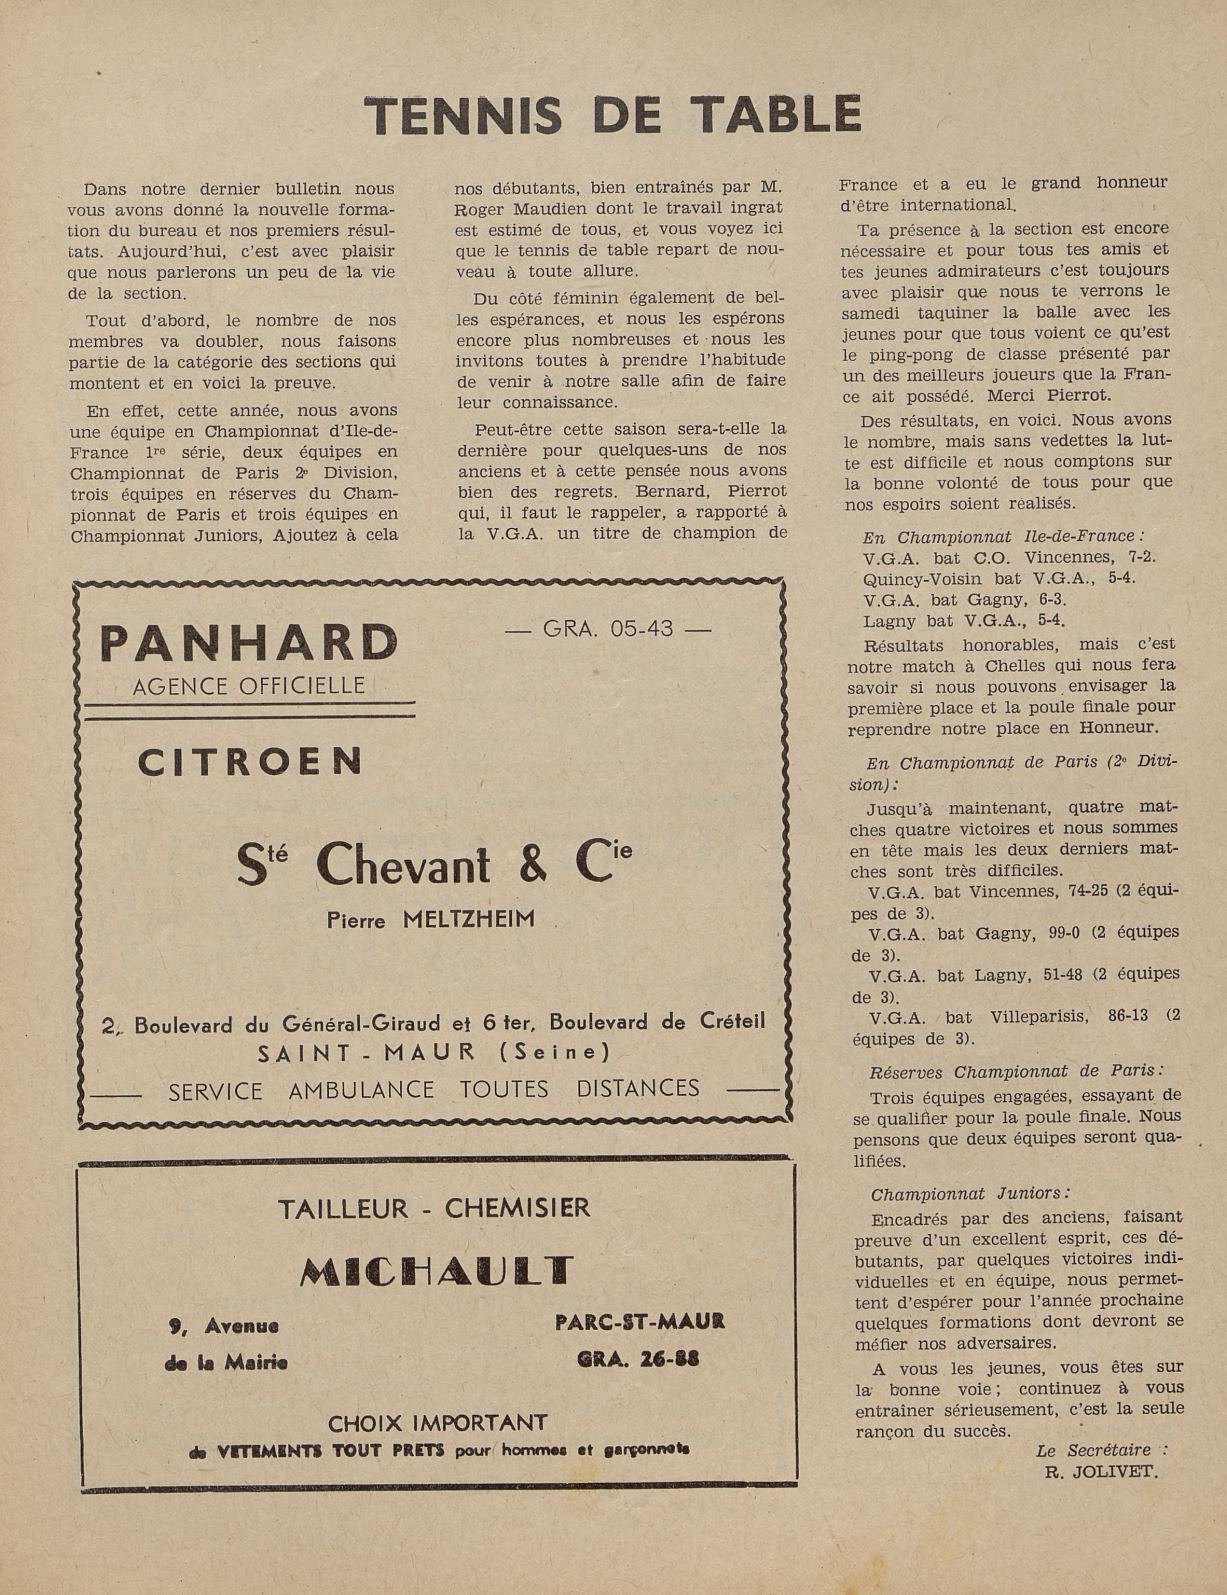 TENNIS DE TABLE
Dans notre dernier bulletin nous
vous avons donné la nouvelle forma-
tion du bureau et nos premiers résul-
tats. Aujourd'hui, c'est avec plaisir
que nous parlerons un peu de la vie
de la section.
Tout d'abord, le nombre de nos
membres va doubler, nous faisons
partie de la catégorie des sections qui
montent et en voici la preuve.
En effet, cette année, nous avons
une équipe en Championnat d'Ile-de-
France 1re série, deux équipes en
Championnat de Paris 2e Division,
trois équipes en réserves du Cham-
pionnat de Paris et trois équipes en
Championnat Juniors, Ajoutez à cela
nos débutants, bien entraînés par M.
Roger Maudien dont le travail ingrat
est estimé de tous, et vous voyez ici
que le tennis de table repart de nou-
veau à toute allure.
Du côté féminin également de bel-
les espérances, et nous les espérons
encore plus nombreuses et nous les
invitons toutes à prendre l'habitude
de venir à notre salle afin de faire
leur connaissance.
Peut-être cette saison sera-t-elle la
dernière pour quelques-uns de nos
anciens et à cette pensée nous avons
bien des regrets. Bernard, Pierrot
qui, il faut le rappeler, a rapporté à
la V.G.A. un titre de champion de
France et a eu le grand honneur
d'être international.
Ta présence à la section est encore
nécessaire et pour tous tes amis et
tes jeunes admirateurs c'est toujours
avec plaisir que nous te verrons le
samedi taquiner la balle avec les
jeunes pour que tous voient ce qu'est
le ping-pong de classe présenté par
un des meilleurs joueurs que la Fran-
ce ait possédé. Merci Pierrot.
Des résultats, en voici. Nous avons
le nombre, mais sans vedettes la lut-
te est difficile et nous comptons sur
la bonne volonté de tous pour que
nos espoirs soient réalisés.
En Championnat Ile-de-France :
V.G.A. bat C.O. Vincennes, 7-2.
Quincy-Voisin bat V.G.A., 5-4.
V.G.A. bat Gagny, 6-3.
Lagny bat V.G.A., 5-4.
Résultats honorables, mais c'est
notre match à Chelles qui nous fera
savoir si nous pouvons envisager la
première place et la poule finale pour
reprendre notre place en Honneur.
En Championnat de Paris (2e Divi-
sion) :
Jusqu'à maintenant, quatre mat-
ches quatre victoires et nous sommes
en tête mais les deux derniers mat-
ches sont très difficiles.
V.G.A. bat Vincennes, 74-25 (2 équi-
pes de 3).
V.G.A. bat Gagny, 99-0 (2 équipes
de 3).
V.G.A. bat Lagny, 51-48 (2 équipes
de 3).
V.G.A. bat Villeparisis, 86-13 (2
équipes de 3).
Réserves Championnat de Paris :
Trois équipes engagées, essayant de
se qualifier pour la poule finale. Nous
pensons que deux équipes seront qua-
lifiées.
Championnat Juniors :
Encadrés par des anciens, faisant
preuve d'un excellent esprit, ces dé-
butants, par quelques victoires indi-
viduelles et en équipe, nous permet-
tent d'espérer pour l'année prochaine
quelques formations dont devront se
méfier nos adversaires.
A vous les jeunes, vous êtes sur
la bonne voie ; continuez à vous
entraîner sérieusement, c'est la seule
rançon du succès.
Le Secrétaire :
R. JOLIVET.
PANHARD
— GRA. 05-43 —
AGENCE OFFICIELLE
CITROEN
Sté Chevant & Cie
Pierre MELTZHEIM
2, Boulevard du Général-Giraud et 6 ter, Boulevard de Créteil
SAINT - MAUR (Seine)
— SERVICE AMBULANCE TOUTES DISTANCES —
TAILLEUR - CHEMISIER
MICHAULT
9, Avenue
de la Mairie
PARC-ST-MAUR
GRA. 26-88
CHOIX IMPORTANT
de VETEMENTS TOUT PRETS pour hommes et garçonnets